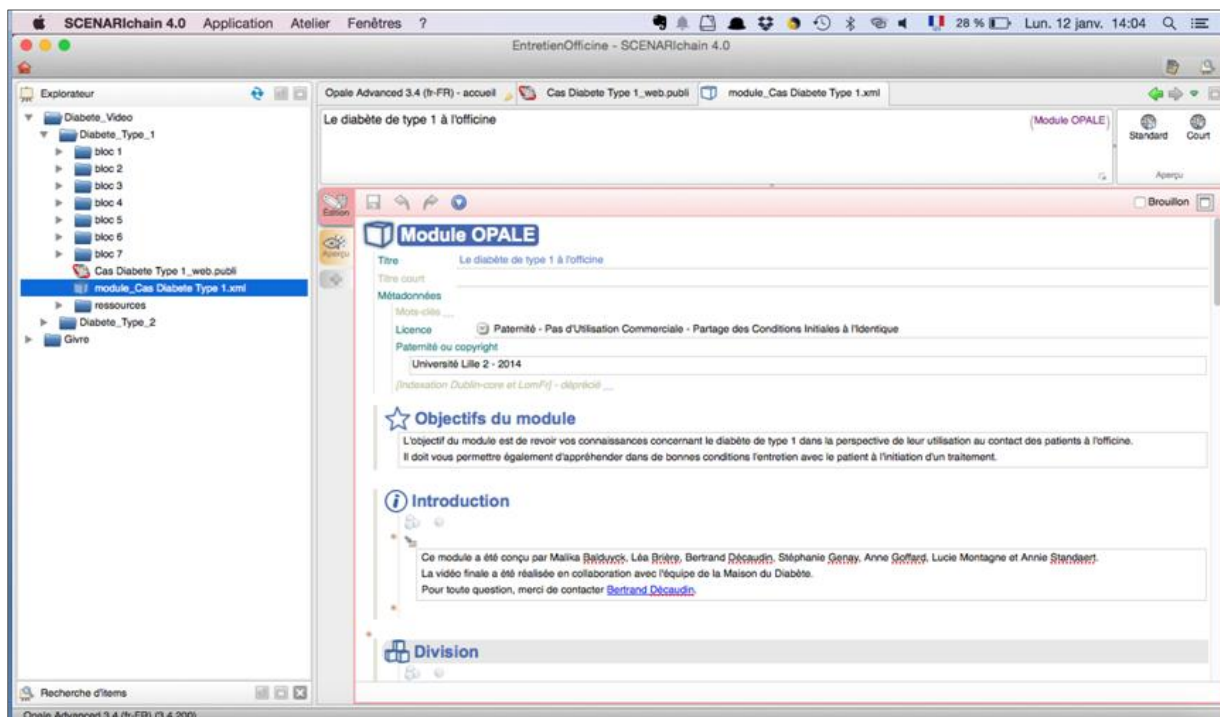 SCENARIchain 4.0 Application Atelier Fenêtres ? 28 % Lun. 12 janv. 14:04
EntretienOfficine - SCENARIchain 4.0
Explorateur
Diabete_Video
Diabete_Type_1
bloc 1
bloc 2
bloc 3
bloc 4
bloc 5
bloc 6
bloc 7
Cas Diabete Type 1_web.publi
module_Cas Diabete Type 1.xml
ressources
Diabete_Type_2
Givre
Recherche d'items
Opale Advanced 3.4 (fr-FR) - accueil Cas Diabete Type 1_web.publi module_Cas Diabete Type 1.xml
Le diabète de type 1 à l'officine (Module OPALE)
Standard Court
Aperçu
Edition
Aperçu
Brouillon
Module OPALE
Titre Le diabète de type 1 à l'officine
Titre court
Métadonnées
Mots-clés ...
Licence Paternité - Pas d'Utilisation Commerciale - Partage des Conditions Initiales à l'Identique
Paternité ou copyright
Université Lille 2 - 2014
[Indexation Dublin-core et LomFr] - déprécié ...
Objectifs du module
L'objectif du module est de revoir vos connaissances concernant le diabète de type 1 dans la perspective de leur utilisation au contact des patients à l'officine.
Il doit vous permettre également d'appréhender dans de bonnes conditions l'entretien avec le patient à l'initiation d'un traitement.
Introduction
Ce module a été conçu par Malika Balduyck, Léa Brière, Bertrand Décaudin, Stéphanie Genay, Anne Goffard, Lucie Montagne et Annie Standaert.
La vidéo finale a été réalisée en collaboration avec l'équipe de la Maison du Diabète.
Pour toute question, merci de contacter Bertrand Décaudin.
Division
Opale Advanced 3.4 (fr-FR) (3.4.200)